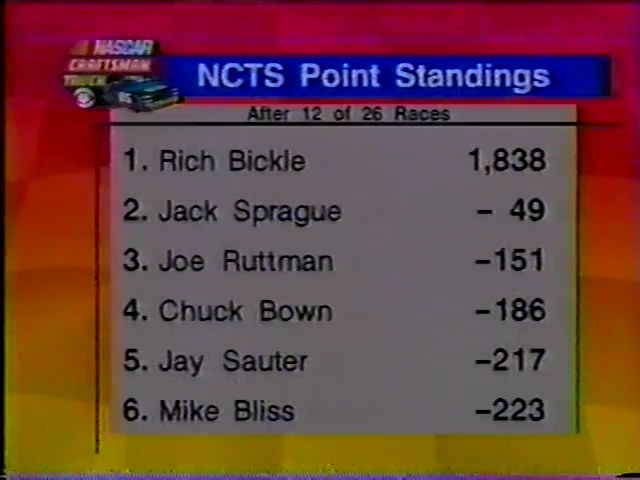 NASCAR
CRAFTSMAN
TRUCK
NCTS Point Standings
After 12 of 26 Races
1. Rich Bickle 1,838
2. Jack Sprague - 49
3. Joe Ruttman -151
4. Chuck Bown -186
5. Jay Sauter -217
6. Mike Bliss -223